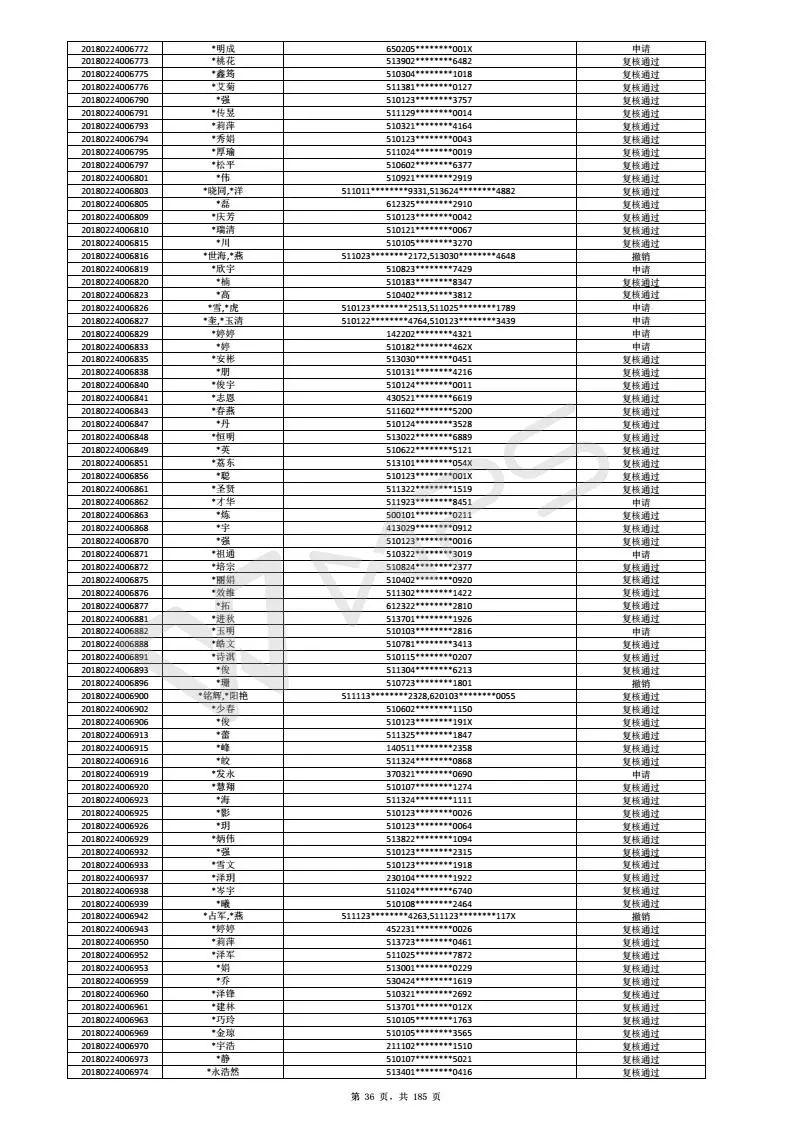 20180224006772 *明成 650205********001X 申请
20180224006773 *桃花 513902********6482 复核通过
20180224006775 *鑫筠 510304********1018 复核通过
20180224006776 *艾菊 511381********0127 复核通过
20180224006790 *强 510123********3757 复核通过
20180224006791 *传昱 511129********0014 复核通过
20180224006793 *莉萍 510321********4164 复核通过
20180224006794 *秀娟 510123********0043 复核通过
20180224006795 *厚瑜 511024********0019 复核通过
20180224006797 *松平 510602********6377 复核通过
20180224006801 *伟 510921********2919 复核通过
20180224006803 *晓同,*洋 511011********9331,513624********4882 复核通过
20180224006805 *磊 612325********2910 复核通过
20180224006809 *庆芳 510123********0042 复核通过
20180224006810 *瑞清 510121********0067 复核通过
20180224006815 *川 510105********3270 复核通过
20180224006816 *世海,*燕 511023********2172,513030********4648 撤销
20180224006819 *欣宇 510823********7429 申请
20180224006820 *楠 510183********8347 复核通过
20180224006823 *高 510402********3812 复核通过
20180224006826 *雪,*虎 510123********2513,511025********1789 申请
20180224006827 *奎,*玉清 510122********4764,510123********3439 申请
20180224006829 *婷婷 142202********4321 申请
20180224006833 *婷 510182********462X 申请
20180224006835 *安彬 513030********0451 复核通过
20180224006838 *朋 510131********4216 复核通过
20180224006840 *俊宇 510124********0011 复核通过
20180224006841 *志恩 430521********6619 复核通过
20180224006843 *春燕 511602********5200 复核通过
20180224006847 *丹 510124********3528 复核通过
20180224006848 *恒明 513022********6889 复核通过
20180224006849 *英 510622********5121 复核通过
20180224006851 *荔东 513101********054X 复核通过
20180224006856 *聪 510123********001X 复核通过
20180224006861 *圣贤 511322********1519 复核通过
20180224006862 *才华 511923********8451 申请
20180224006863 *炼 500101********0211 复核通过
20180224006868 *宇 413029********0912 复核通过
20180224006870 *强 510123********0016 复核通过
20180224006871 *祖通 510322********3019 申请
20180224006872 *培宗 510824********2377 复核通过
20180224006875 *丽娟 510402********0920 复核通过
20180224006876 *效维 511302********1422 复核通过
20180224006877 *拓 612322********2810 复核通过
20180224006881 *进秋 513701********1926 复核通过
20180224006882 *玉明 510103********2816 申请
20180224006888 *皓文 510781********3413 复核通过
20180224006891 *诗淇 510115********0207 复核通过
20180224006893 *俊 511304********6213 复核通过
20180224006896 *珊 510723********1801 撤销
20180224006900 *铭辉,*阳艳 511113********2328,620103********0055 复核通过
20180224006902 *少春 510602********1150 复核通过
20180224006906 *俊 510123********191X 复核通过
20180224006913 *蕾 511325********1847 复核通过
20180224006915 *峰 140511********2358 复核通过
20180224006916 *皎 511324********0868 复核通过
20180224006919 *发永 370321********0690 申请
20180224006920 *慧翔 510107********1274 复核通过
20180224006923 *海 511324********1111 复核通过
20180224006925 *影 510123********0026 复核通过
20180224006926 *玥 510123********0064 复核通过
20180224006929 *炳伟 513822********1094 复核通过
20180224006932 *强 510123********2315 复核通过
20180224006933 *雪文 510123********1918 复核通过
20180224006937 *泽玥 230104********1922 复核通过
20180224006938 *岑宇 511024********6740 复核通过
20180224006939 *曦 510108********2464 复核通过
20180224006942 *占军,*燕 511123********4263,511123********117X 撤销
20180224006943 *婷婷 452231********0026 复核通过
20180224006950 *莉萍 513723********0461 复核通过
20180224006952 *泽军 511025********7872 复核通过
20180224006953 *娟 513001********0229 复核通过
20180224006959 *乔 530424********1619 复核通过
20180224006960 *泽锋 510321********2692 复核通过
20180224006961 *建林 513701********012X 复核通过
20180224006963 *巧玲 510105********1763 复核通过
20180224006969 *金琼 510105********3565 复核通过
20180224006970 *宇浩 211102********1510 复核通过
20180224006973 *静 510107********5021 复核通过
20180224006974 *永浩然 513401********0416 复核通过
第 36 页，共 185 页